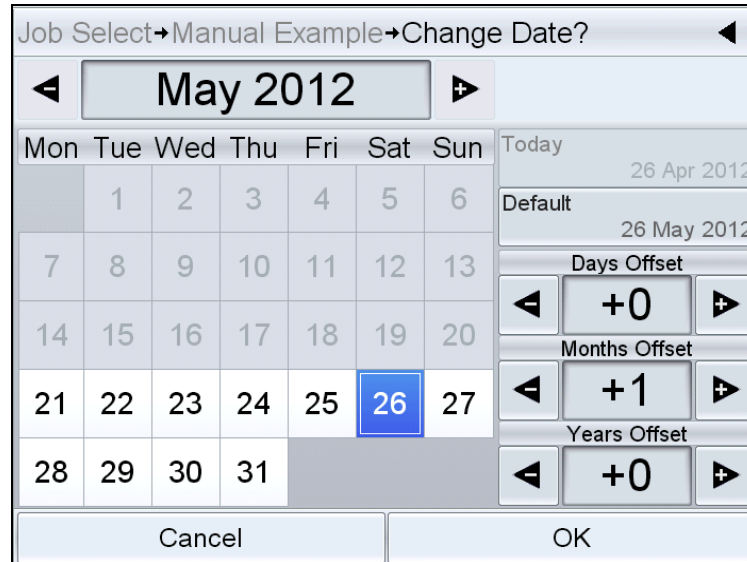 Job Select→Manual Example→Change Date?
May 2012
Mon Tue Wed Thu Fri Sat Sun
1 2 3 4 5 6
7 8 9 10 11 12 13
14 15 16 17 18 19 20
21 22 23 24 25 26 27
28 29 30 31
Today
26 Apr 2012
Default
26 May 2012
Days Offset
+0
Months Offset
+1
Years Offset
+0
Cancel
OK